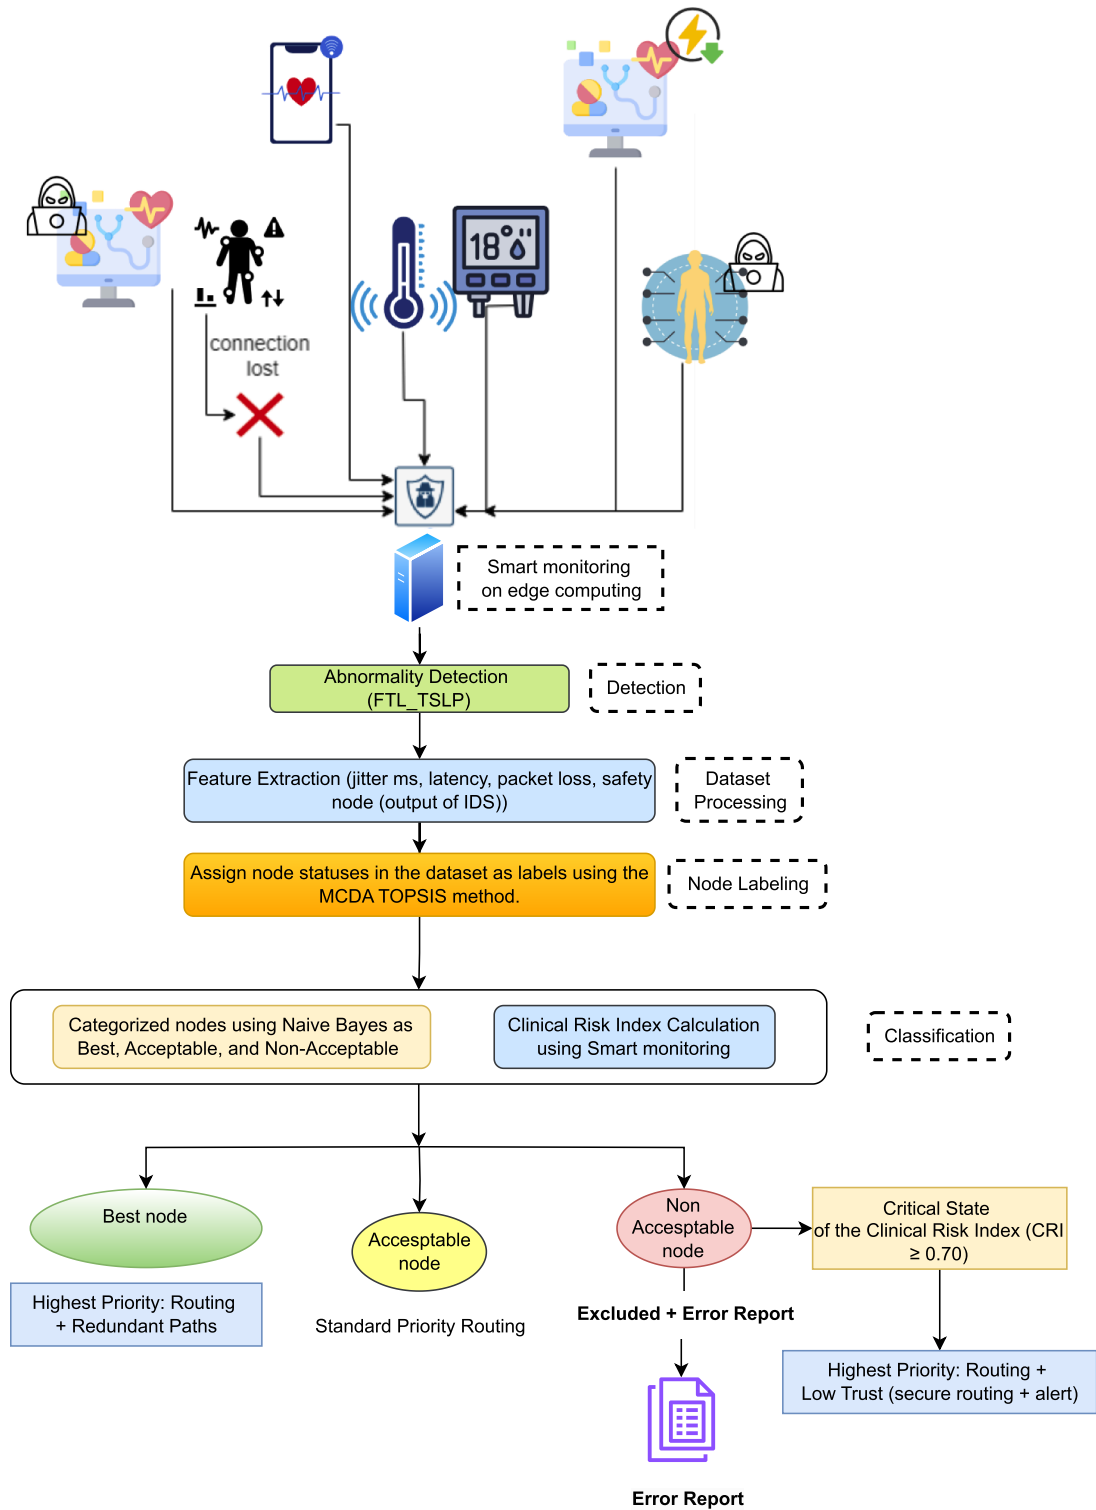 18°"
connection
lost
Smart monitoring
on edge computing
Abnormality Detection
(FTL_TSLP)
Detection
Feature Extraction (jitter ms, latency, packet loss, safety
node (output of IDS))
Dataset
Processing
Assign node statuses in the dataset as labels using the
MCDA TOPSIS method.
Node Labeling
Categorized nodes using Naive Bayes as
Best, Acceptable, and Non-Acceptable
Clinical Risk Index Calculation
using Smart monitoring
Classification
Best node
Accesptable
node
Non
Accesptable
node
Critical State
of the Clinical Risk Index (CRI
≥ 0.70)
Highest Priority: Routing
+ Redundant Paths
Standard Priority Routing
Excluded + Error Report
Highest Priority: Routing +
Low Trust (secure routing + alert)
Error Report